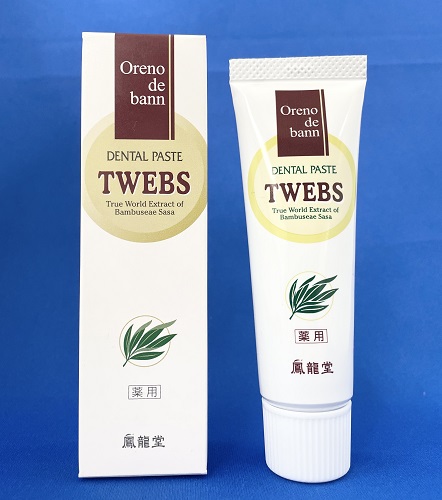 Oreno
de
bann
DENTAL PASTE
TWEBS
True World Extract of
Bambuseae Sasa
薬用
鳳龍堂
Oreno
de
bann
DENTAL PASTE
TWEBS
True World Extract of
Bambuseae Sasa
薬用
鳳龍堂